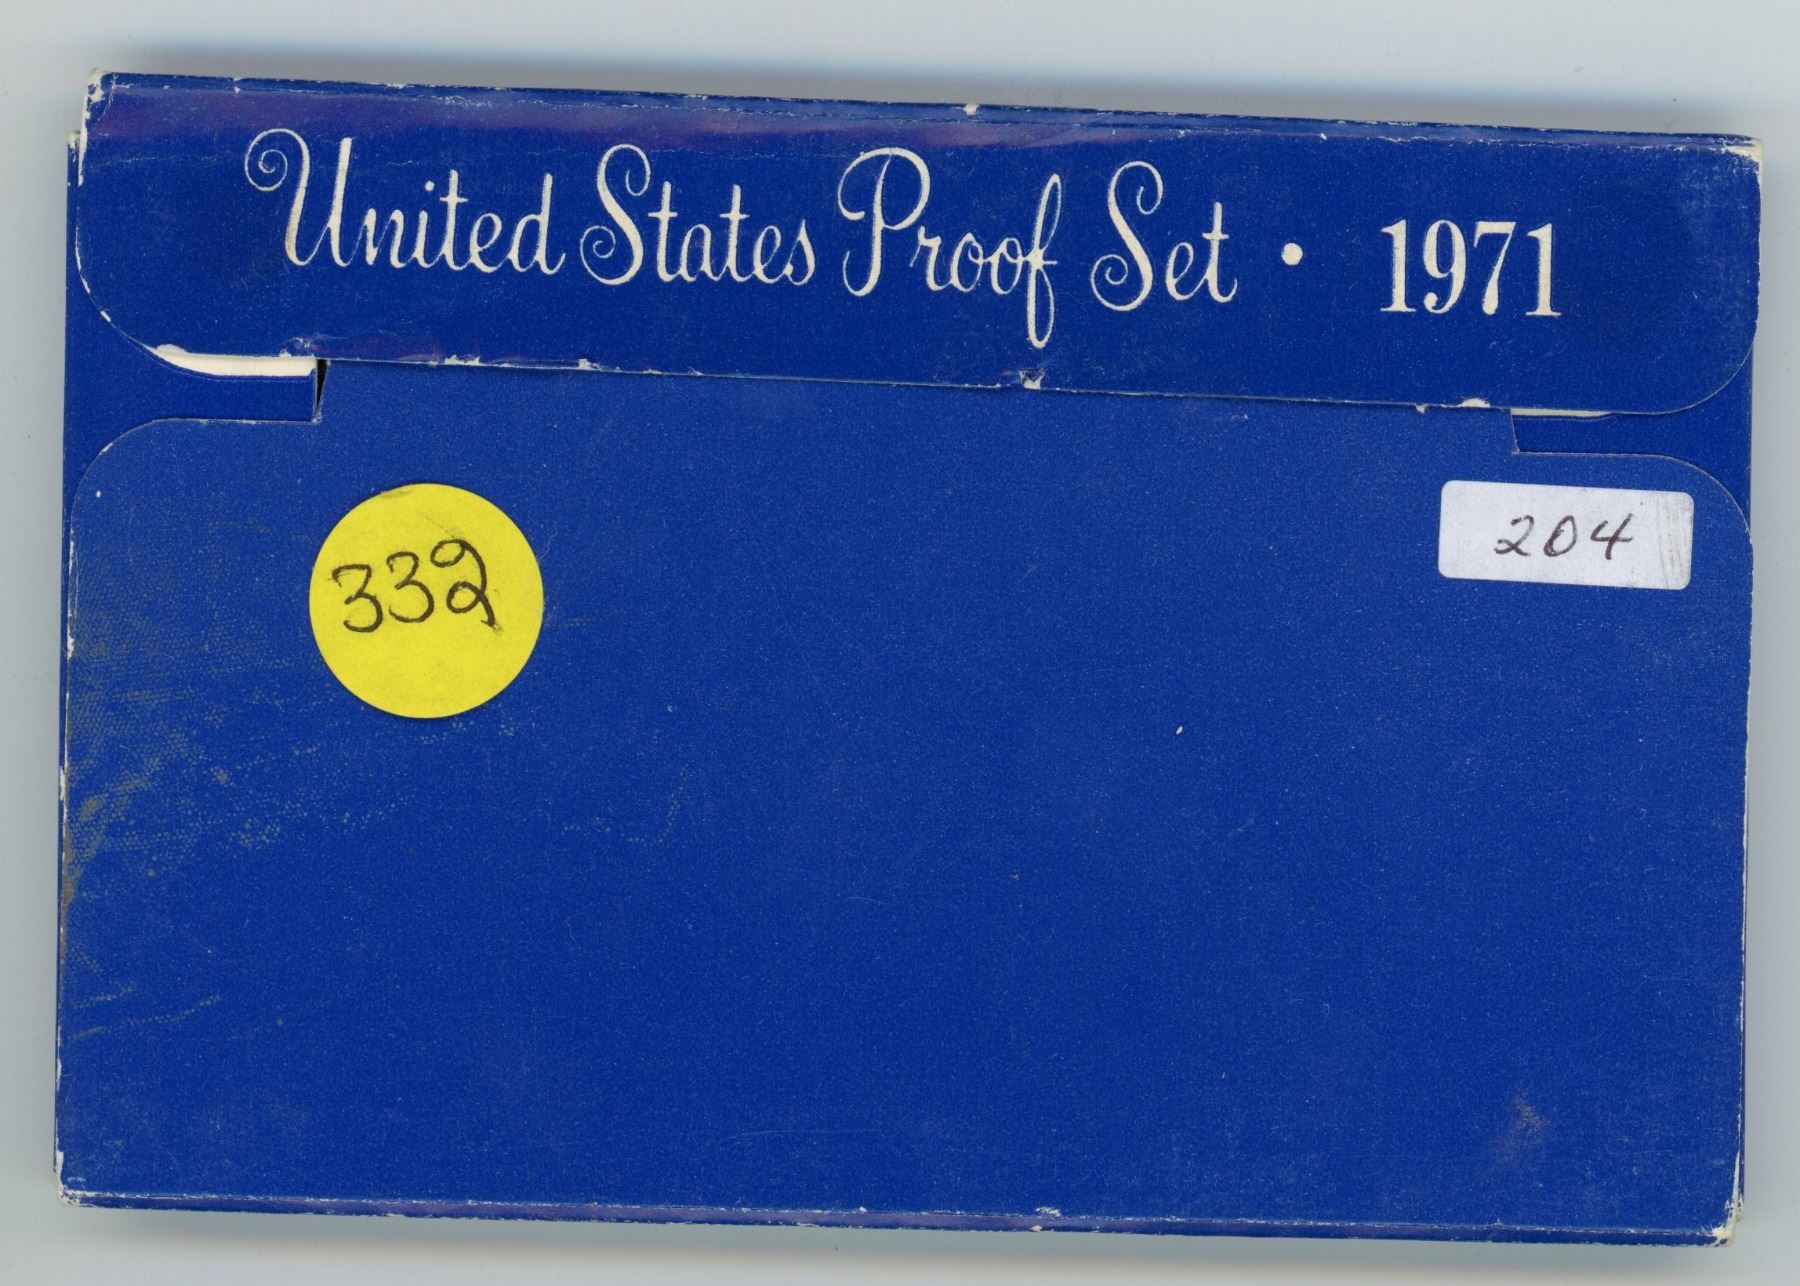 United States Proof Set • 1971
332
204